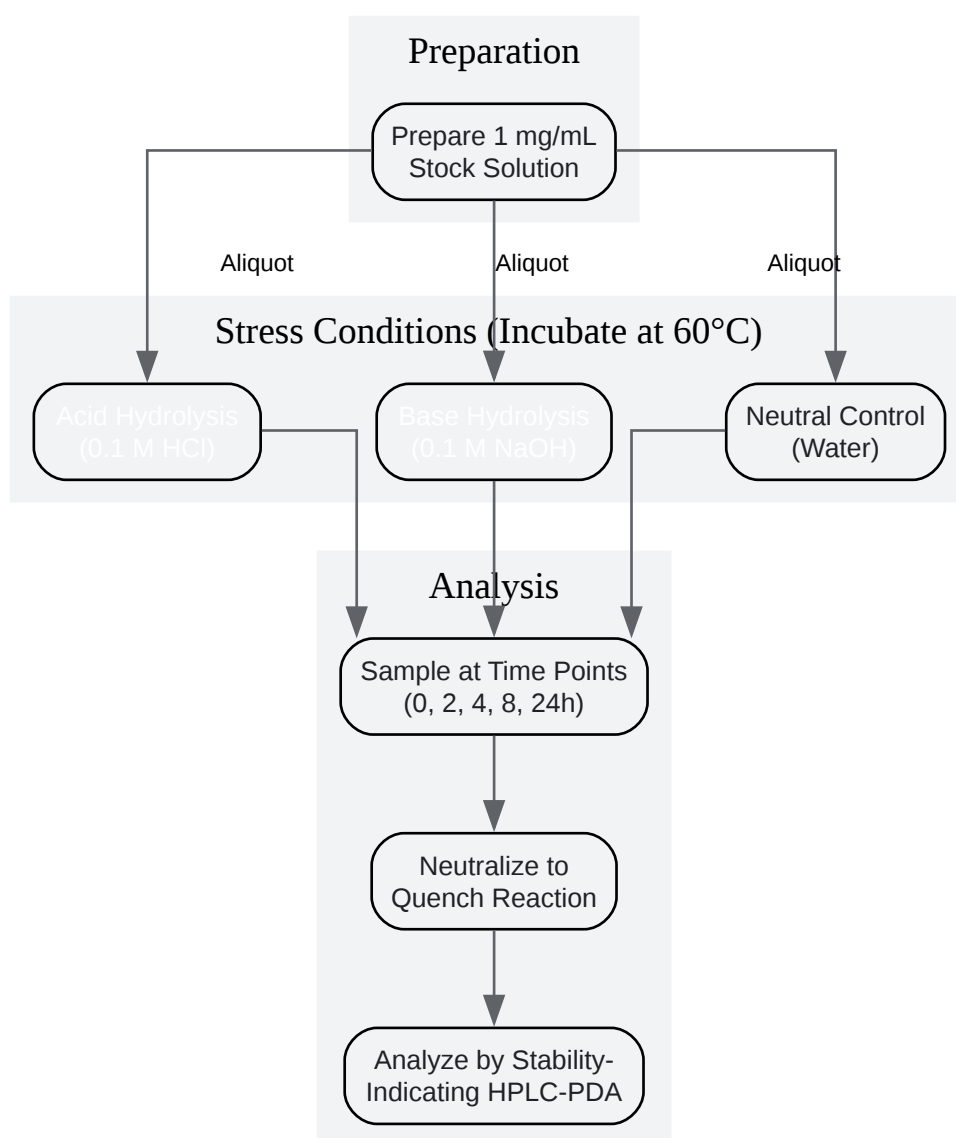 Preparation
Prepare 1 mg/mL
Stock Solution
Aliquot
Aliquot
Aliquot
Stress Conditions (Incubate at 60°C)
Acid Hydrolysis
(0.1 M HCl)
Base Hydrolysis
(0.1 M NaOH)
Neutral Control
(Water)
Analysis
Sample at Time Points
(0, 2, 4, 8, 24h)
Neutralize to
Quench Reaction
Analyze by Stability-
Indicating HPLC-PDA